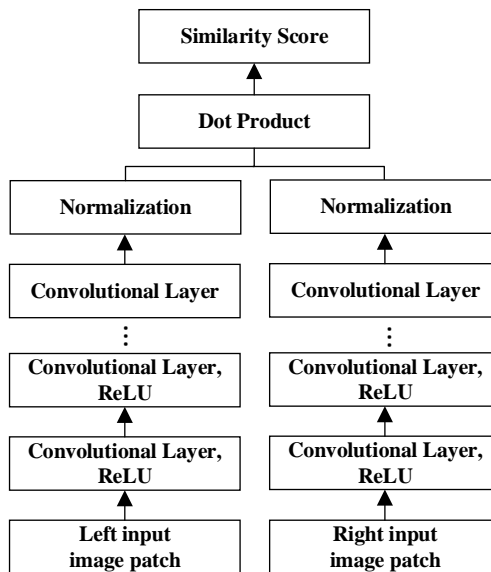 Similarity Score
Dot Product
Normalization
Normalization
Convolutional Layer
Convolutional Layer
Convolutional Layer,
ReLU
Convolutional Layer,
ReLU
Convolutional Layer,
ReLU
Convolutional Layer,
ReLU
Left input
image patch
Right input
image patch